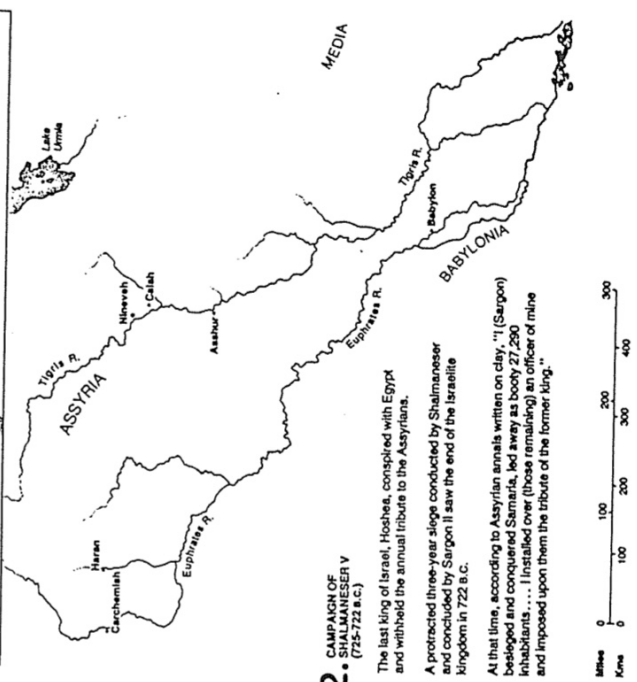 Lake
Urmia
MEDIA
Nineveh
Calah
Tigris R.
ASSYRIA
Asshur
Tigris R.
Babylon
BABYLONIA
Euphrates R.
Haran
Carchemish
Euphrates R.
2. CAMPAIGN OF
SHALMANESER V
(725-722 B.C.)
The last king of Israel, Hoshea, conspired with Egypt
and withheld the annual tribute to the Assyrians.
A protracted three-year siege conducted by Shalmaneser
and concluded by Sargon II saw the end of the Israelite
kingdom in 722 B.C.
At that time, according to Assyrian annals written on clay, "I (Sargon)
besieged and conquered Samaria, led away as booty 27,290
inhabitants.... I installed over (those remaining) an officer of mine
and imposed upon them the tribute of the former king."
Miles 0 100 200 300
Kms 0 100 200 300 400